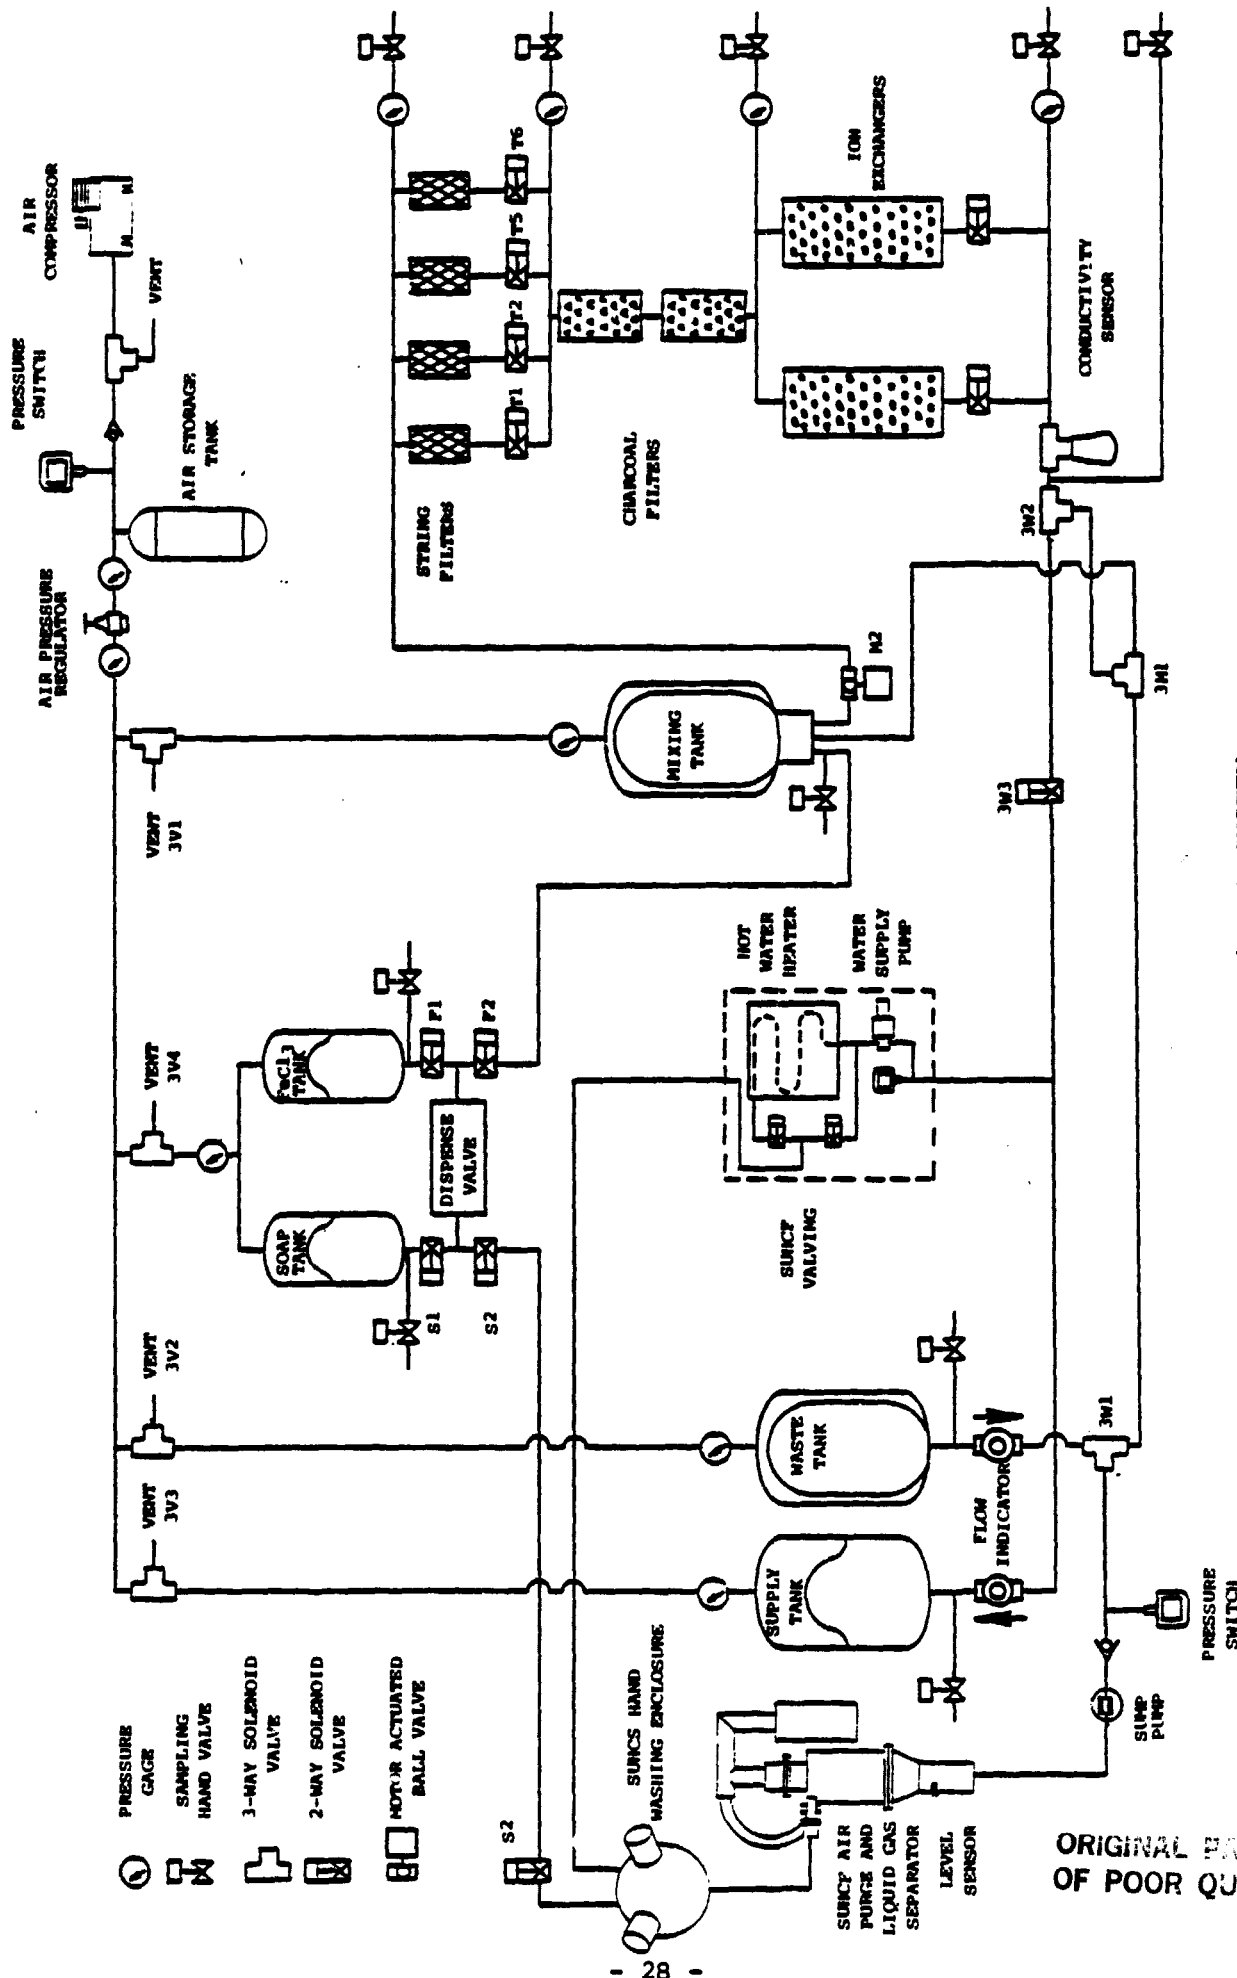 AIR
COMPRESSOR
PRESSURE
SWITCH
VENT
AIR STORAGE
TANK
AIR PRESSURE
REGULATOR
VENT
3V1
VENT
3V4
VENT
3V2
VENT
3V3
T6
T5
T2
T1
STRING
FILTERS
CHARCOAL
FILTERS
ION
EXCHANGERS
CONDUCTIVITY
SENSOR
3W2
3M1
M2
MIXING
TANK
3W3
FeCl3
TANK
F1
F2
DISPENSE
VALVE
SOAP
TANK
S1
S2
HOT
WATER
HEATER
WATER
SUPPLY
PUMP
SUHCF
VALVING
WASTE
TANK
SUPPLY
TANK
FLOW
INDICATOR
3W1
PRESSURE
SWITCH
SUMP
PUMP
PRESSURE
GAGE
SAMPLING
HAND VALVE
3-WAY SOLENOID
VALVE
2-WAY SOLENOID
VALVE
MOTOR ACTUATED
BALL VALVE
S2
SUHCS HAND
WASHING ENCLOSURE
SUHCF AIR
PURGE AND
LIQUID GAS
SEPARATOR
LEVEL
SENSOR
ORIGINAL
OF POOR
- 28 -